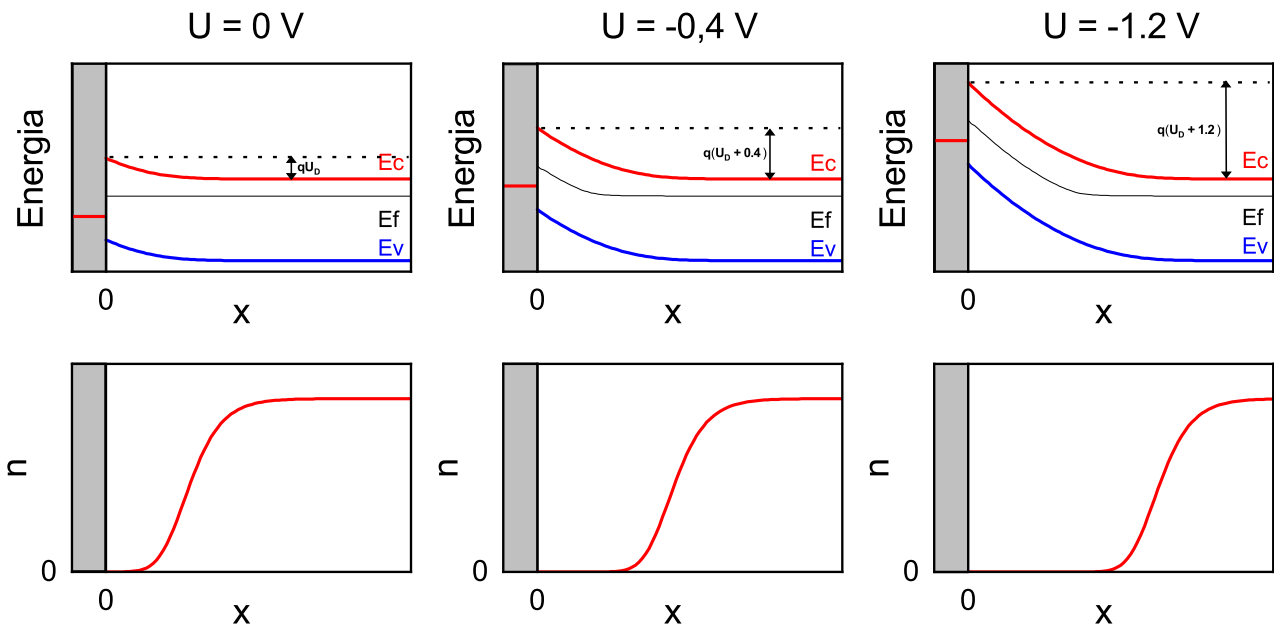 U = 0 V
Energia
qU_D
Ec
Ef
Ev
0
x
U = -0,4 V
Energia
q(U_D + 0.4)
Ec
Ef
Ev
0
x
U = -1.2 V
Energia
q(U_D + 1.2)
Ec
Ef
Ev
0
x
n
0
0
x
n
0
0
x
n
0
0
x